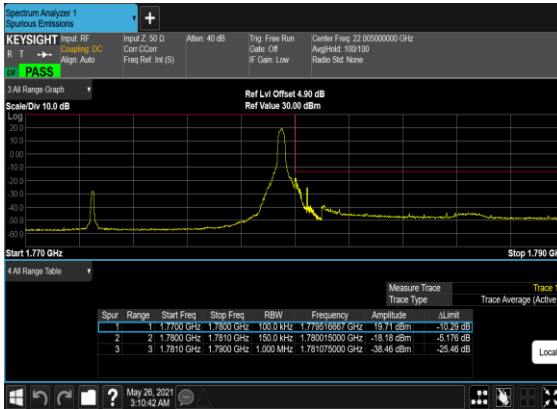 Spectrum Analyzer 1
Spurious Emissions
+
KEYSIGHT Input: RF Input Z: 50 Ω Atten: 40 dB Trig: Free Run Center Freq: 22.005000000 GHz
R T Coupling: DC Corr CCorr Gate: Off Avg|Hold: 100/100
Align: Auto Freq Ref: Int (S) IF Gain: Low Radio Std: None
PASS
3 All Range Graph
Ref Lvl Offset 4.90 dB
Scale/Div 10.0 dB Ref Value 30.00 dBm
Log
20.0
10.0
0.00
-10.0
-20.0
-30.0
-40.0
-50.0
-60.0
Start 1.770 GHz Stop 1.790 GH
4 All Range Table
Measure Trace Trace 1
Trace Type Trace Average (Active
Spur Range Start Freq Stop Freq RBW Frequency Amplitude ΔLimit
1 1 1.7700 GHz 1.7800 GHz 100.0 kHz 1.779516667 GHz 19.71 dBm -10.29 dB
2 2 1.7800 GHz 1.7810 GHz 150.0 kHz 1.780015000 GHz -18.18 dBm -5.176 dB
3 3 1.7810 GHz 1.7900 GHz 1.000 MHz 1.781075000 GHz -38.46 dBm -25.46 dB
Local
?
May 26, 2021
3:10:42 AM